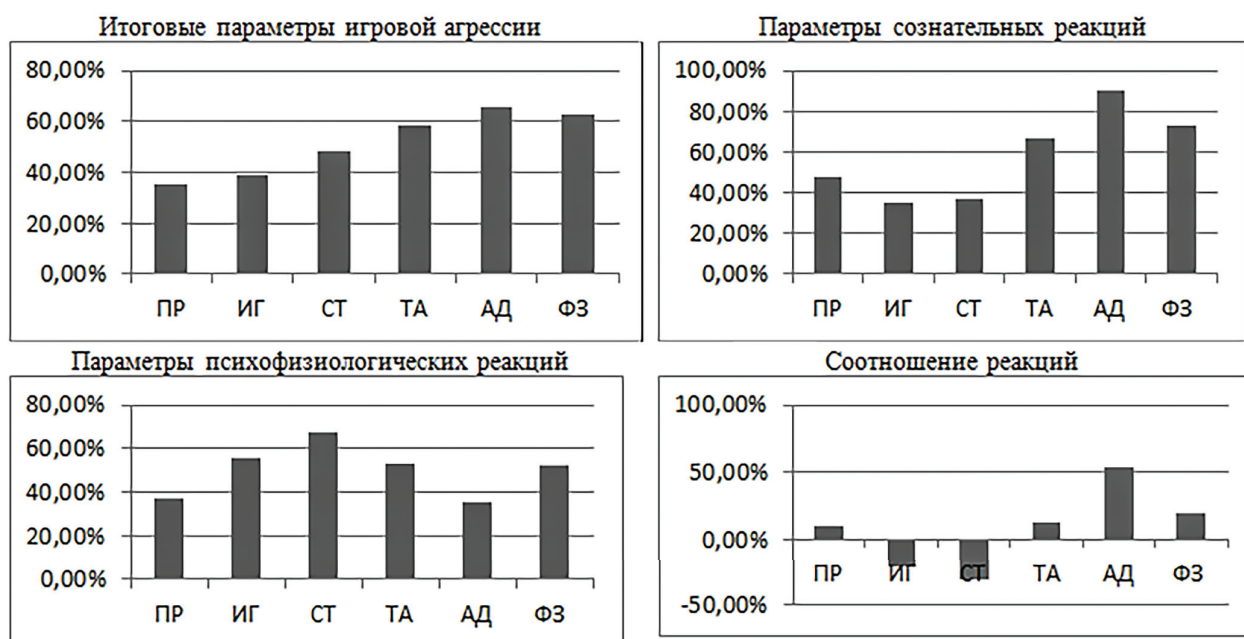 Итоговые параметры игровой агрессии
80,00%
60,00%
40,00%
20,00%
0,00%
ПР ИГ СТ ТА АД ФЗ
Параметры сознательных реакций
100,00%
80,00%
60,00%
40,00%
20,00%
0,00%
ПР ИГ СТ ТА АД ФЗ
Параметры психофизиологических реакций
80,00%
60,00%
40,00%
20,00%
0,00%
ПР ИГ СТ ТА АД ФЗ
Соотношение реакций
100,00%
50,00%
0,00%
ПР ИГ СТ ТА АД ФЗ
-50,00%